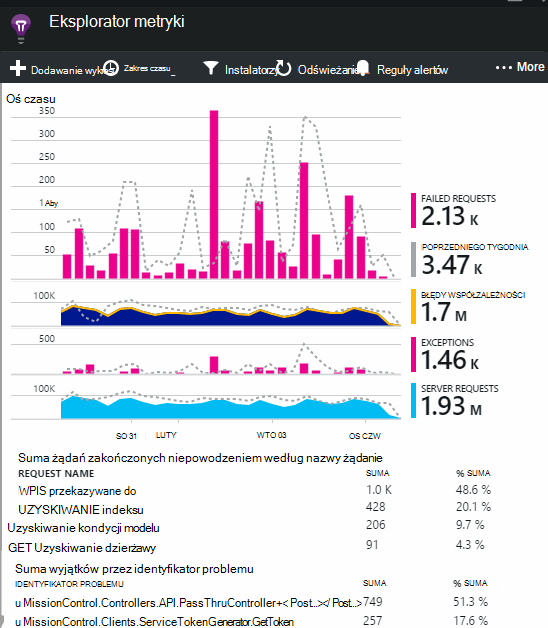 Eksplorator metryki
Dodawanie wykres Zakres czasu_ Instalatorzy Odświeżanie Reguły alertów ... More
Oś czasu
350
300
250
200
1 Aby
100
50
FAILED REQUESTS
2.13 K
POPRZEDNIEGO TYGODNIA
3.47 K
100K
BŁĘDY WSPÓŁZALEŻNOŚCI
1.7 M
500
EXCEPTIONS
1.46 K
100K
SERVER REQUESTS
1.93 M
SO 31 LUTY WTO 03 OŚ CZW
Suma żądań zakończonych niepowodzeniem według nazwy żądanie
REQUEST NAME SUMA % SUMA
WPIS przekazywane do 1.0 K 48.6 %
UZYSKIWANIE indeksu 428 20.1 %
Uzyskiwanie kondycji modelu 206 9.7 %
GET Uzyskiwanie dzierżawy 91 4.3 %
Suma wyjątków przez identyfikator problemu
IDENTYFIKATOR PROBLEMU SUMA % SUMA
u MissionControl.Controllers.API.PassThruController+< Post...></ Post...> 749 51.3 %
u MissionControl.Clients.ServiceTokenGenerator.GetToken 257 17.6 %